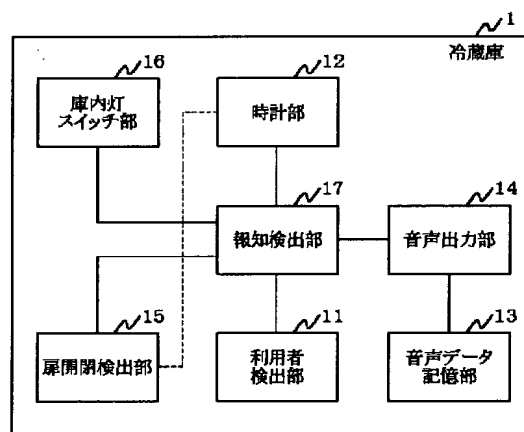 1
冷蔵庫
16
庫内灯
スイッチ部
12
時計部
17
報知検出部
14
音声出力部
15
扉開閉検出部
11
利用者
検出部
13
音声データ
記憶部